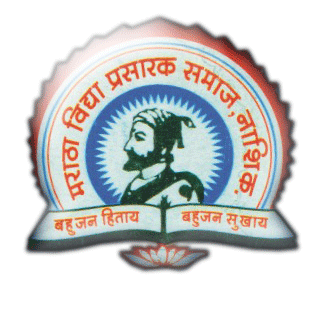 मराठा विद्या प्रसारक समाज, नाशिक.
बहुजन हिताय
बहुजन सुखाय